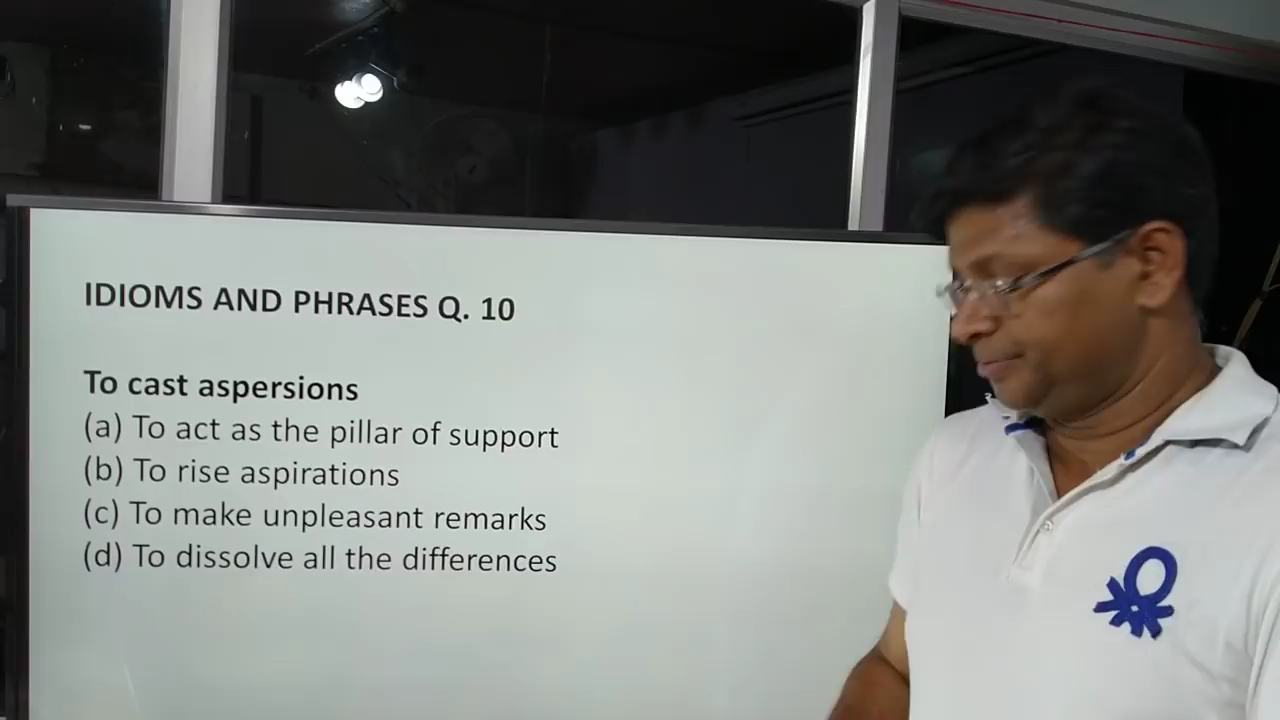 IDIOMS AND PHRASES Q. 10
To cast aspersions
(a) To act as the pillar of support
(b) To rise aspirations
(c) To make unpleasant remarks
(d) To dissolve all the differences